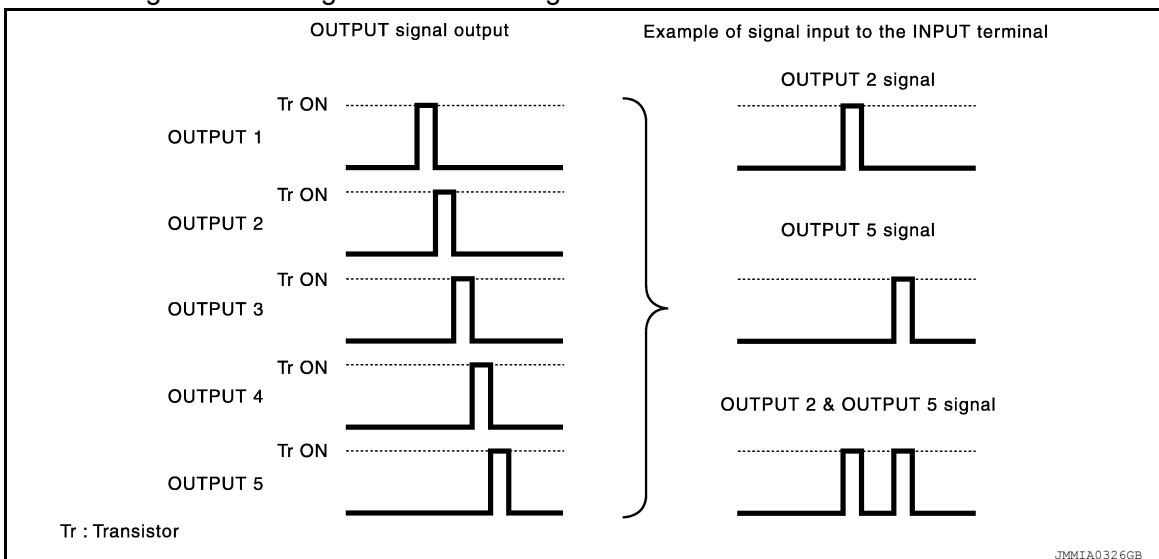 OUTPUT signal output
Example of signal input to the INPUT terminal
Tr ON
OUTPUT 1
Tr ON
OUTPUT 2
Tr ON
OUTPUT 3
Tr ON
OUTPUT 4
Tr ON
OUTPUT 5
OUTPUT 2 signal
OUTPUT 5 signal
OUTPUT 2 & OUTPUT 5 signal
Tr : Transistor
JMMIA0326GB